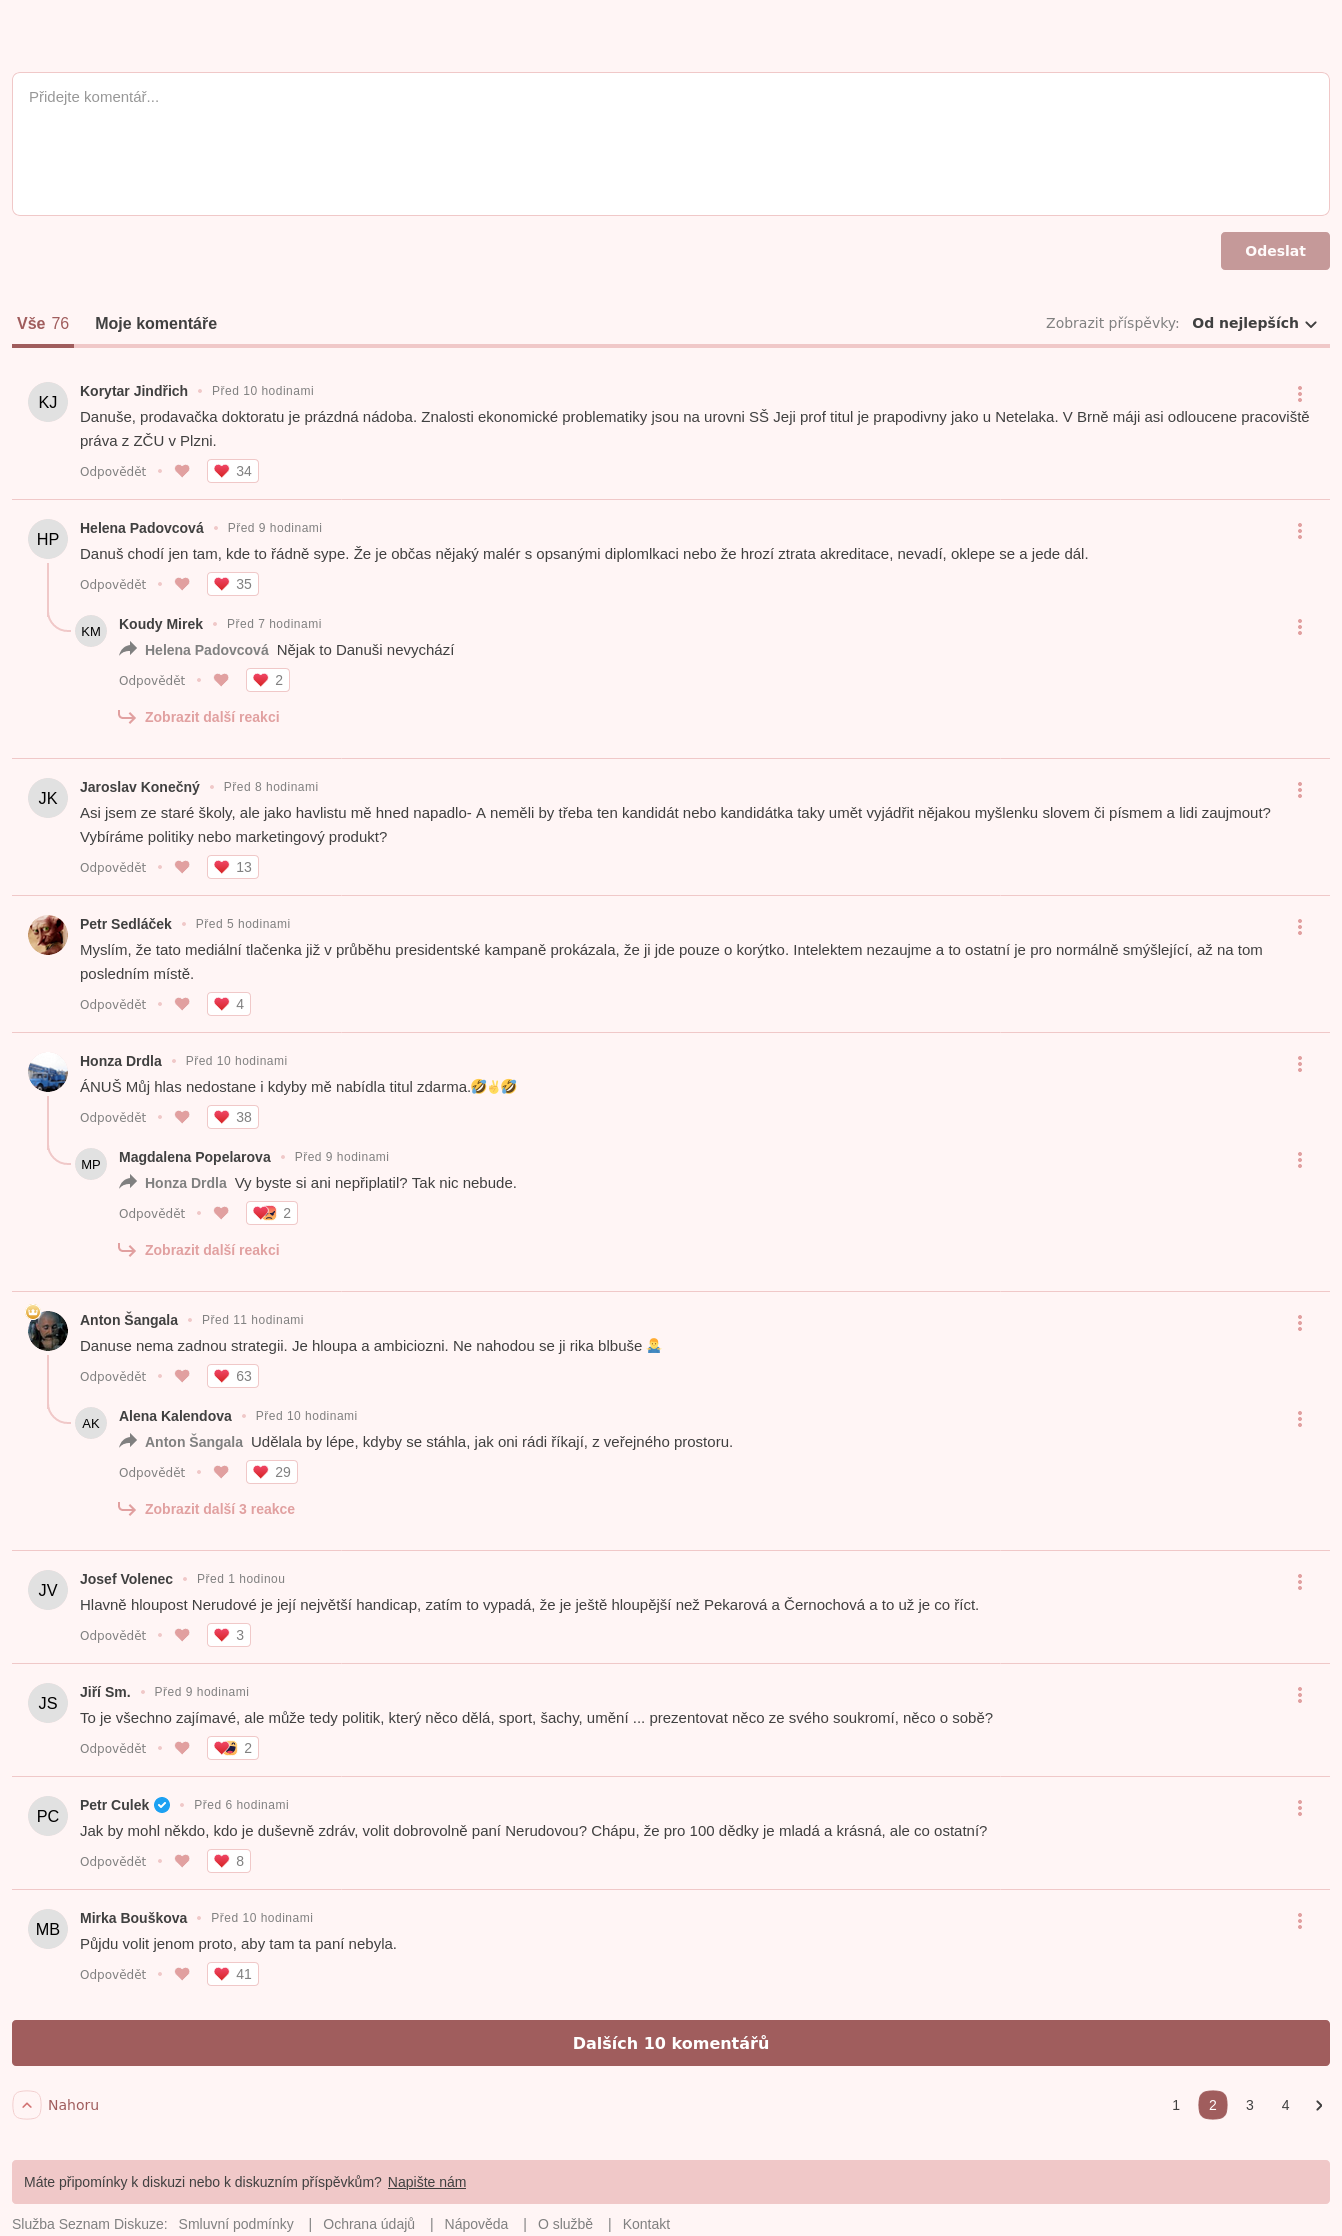 Přidejte komentář...
Odeslat
Vše 76 Moje komentáře Zobrazit příspěvky: Od nejlepších
KJ Korytar Jindřich • Před 10 hodinami
Danuše, prodavačka doktoratu je prázdná nádoba. Znalosti ekonomické problematiky jsou na urovni SŠ Jeji prof titul je prapodivny jako u Netelaka. V Brně máji asi odloucene pracoviště
práva z ZČU v Plzni.
Odpovědět • 34
HP Helena Padovcová • Před 9 hodinami
Danuš chodí jen tam, kde to řádně sype. Že je občas nějaký malér s opsanými diplomlkaci nebo že hrozí ztrata akreditace, nevadí, oklepe se a jede dál.
Odpovědět • 35
KM Koudy Mirek • Před 7 hodinami
Helena Padovcová Nějak to Danuši nevychází
Odpovědět • 2
Zobrazit další reakci
JK Jaroslav Konečný • Před 8 hodinami
Asi jsem ze staré školy, ale jako havlistu mě hned napadlo- A neměli by třeba ten kandidát nebo kandidátka taky umět vyjádřit nějakou myšlenku slovem či písmem a lidi zaujmout?
Vybíráme politiky nebo marketingový produkt?
Odpovědět • 13
Petr Sedláček • Před 5 hodinami
Myslím, že tato mediální tlačenka již v průběhu presidentské kampaně prokázala, že ji jde pouze o korýtko. Intelektem nezaujme a to ostatní je pro normálně smýšlející, až na tom
posledním místě.
Odpovědět • 4
Honza Drdla • Před 10 hodinami
ÁNUŠ Můj hlas nedostane i kdyby mě nabídla titul zdarma.🤣✌️🤣
Odpovědět • 38
MP Magdalena Popelarova • Před 9 hodinami
Honza Drdla Vy byste si ani nepřiplatil? Tak nic nebude.
Odpovědět • 2
Zobrazit další reakci
Anton Šangala • Před 11 hodinami
Danuse nema zadnou strategii. Je hloupa a ambiciozni. Ne nahodou se ji rika blbuše 🤷‍♂️
Odpovědět • 63
AK Alena Kalendova • Před 10 hodinami
Anton Šangala Udělala by lépe, kdyby se stáhla, jak oni rádi říkají, z veřejného prostoru.
Odpovědět • 29
Zobrazit další 3 reakce
JV Josef Volenec • Před 1 hodinou
Hlavně hloupost Nerudové je její největší handicap, zatím to vypadá, že je ještě hloupější než Pekarová a Černochová a to už je co říct.
Odpovědět • 3
JS Jiří Sm. • Před 9 hodinami
To je všechno zajímavé, ale může tedy politik, který něco dělá, sport, šachy, umění ... prezentovat něco ze svého soukromí, něco o sobě?
Odpovědět • 2
PC Petr Culek • Před 6 hodinami
Jak by mohl někdo, kdo je duševně zdráv, volit dobrovolně paní Nerudovou? Chápu, že pro 100 dědky je mladá a krásná, ale co ostatní?
Odpovědět • 8
MB Mirka Bouškova • Před 10 hodinami
Půjdu volit jenom proto, aby tam ta paní nebyla.
Odpovědět • 41
Dalších 10 komentářů
Nahoru 1 2 3 4
Máte připomínky k diskuzi nebo k diskuzním příspěvkům? Napište nám
Služba Seznam Diskuze: Smluvní podmínky | Ochrana údajů | Nápověda | O službě | Kontakt